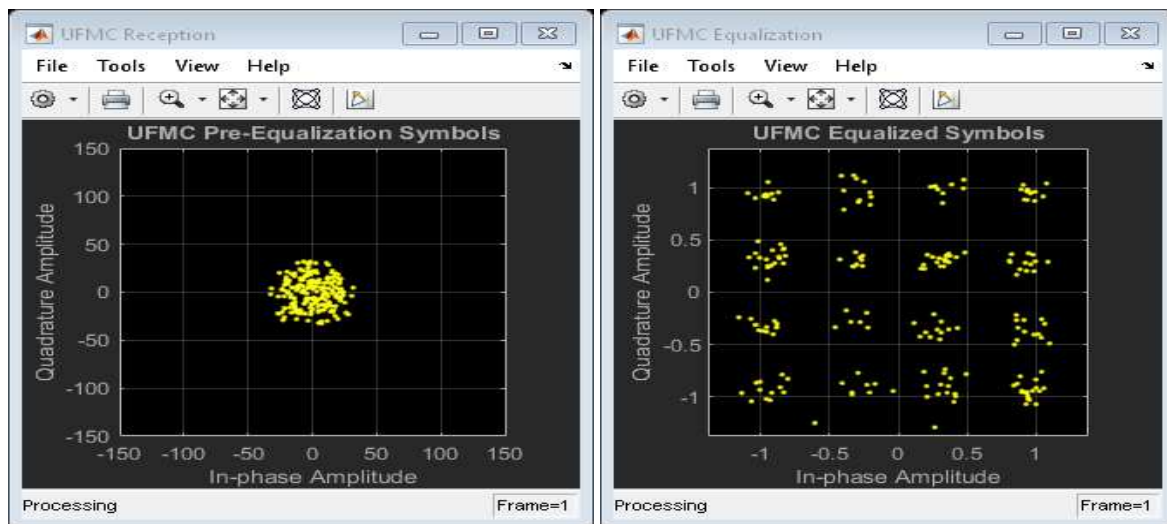 UFMC Reception
File Tools View Help
UFMC Pre-Equalization Symbols
150
100
50
0
-50
-100
-150
Quadrature Amplitude
-150 -100 -50 0 50 100 150
In-phase Amplitude
Processing Frame=1
UFMC Equalization
File Tools View Help
UFMC Equalized Symbols
1
0.5
0
-0.5
-1
Quadrature Amplitude
-1 -0.5 0 0.5 1
In-phase Amplitude
Processing Frame=1